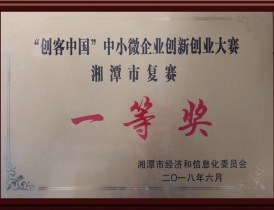 “创客中国”中小微企业创新创业大赛
湘潭市复赛
一等奖
湘潭市经济和信息化委员会
二〇一八年六月